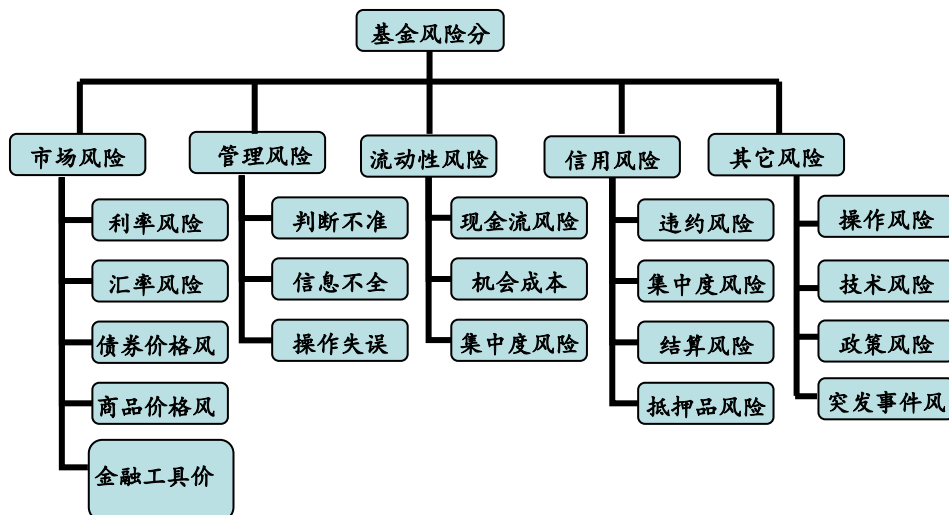 基金风险分
市场风险
管理风险
流动性风险
信用风险
其它风险
利率风险
汇率风险
债券价格风
商品价格风
金融工具价
判断不准
信息不全
操作失误
现金流风险
机会成本
集中度风险
违约风险
集中度风险
结算风险
抵押品风险
操作风险
技术风险
政策风险
突发事件风